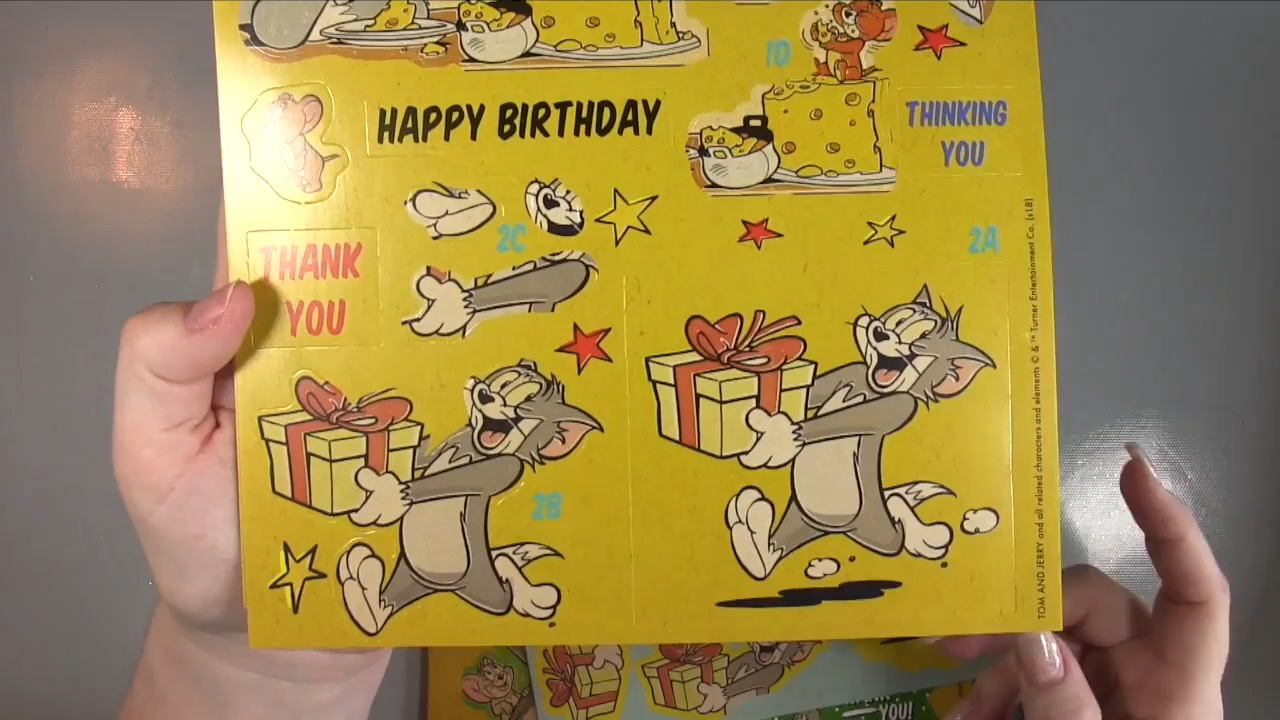 1D
HAPPY BIRTHDAY
THINKING
YOU
2C
2A
THANK
YOU
2B
TOM AND JERRY and all related characters and elements © & ™ Turner Entertainment Co. (s18)
YOU!